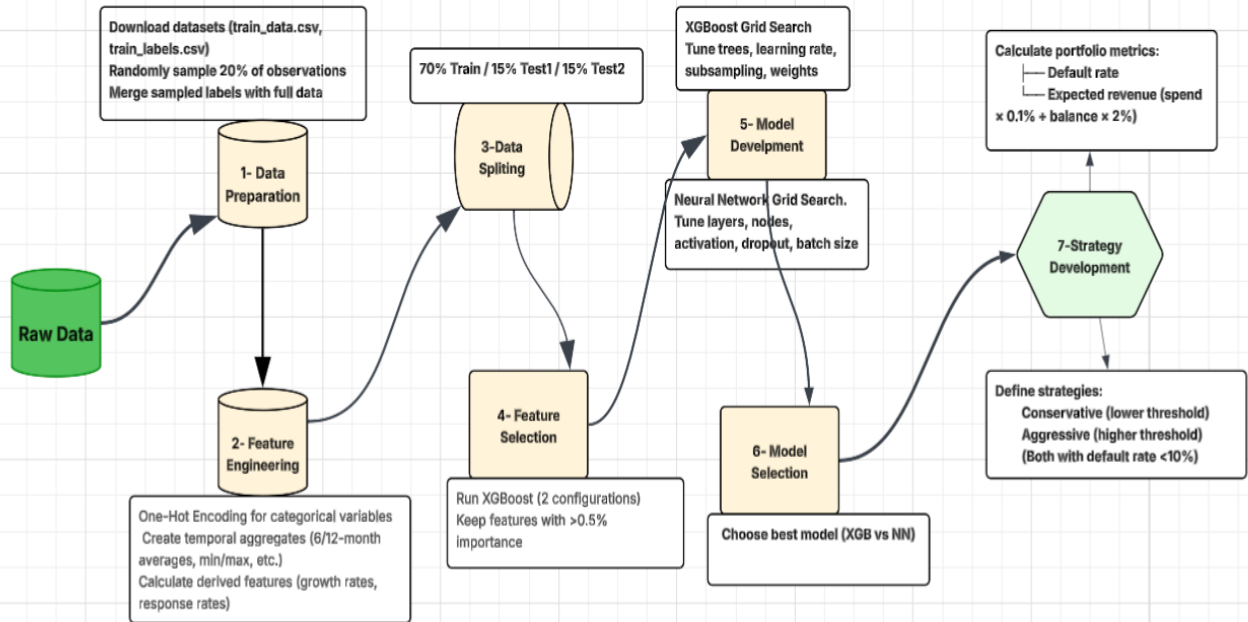 Raw Data
Download datasets (train_data.csv,
train_labels.csv)
Randomly sample 20% of observations
Merge sampled labels with full data
1- Data
Preparation
2- Feature
Engineering
One-Hot Encoding for categorical variables
Create temporal aggregates (6/12-month
averages, min/max, etc.)
Calculate derived features (growth rates,
response rates)
70% Train / 15% Test1 / 15% Test2
3-Data
Spliting
4- Feature
Selection
Run XGBoost (2 configurations)
Keep features with >0.5%
importance
XGBoost Grid Search
Tune trees, learning rate,
subsampling, weights
5- Model
Develpment
Neural Network Grid Search.
Tune layers, nodes,
activation, dropout, batch size
6- Model
Selection
Choose best model (XGB vs NN)
Calculate portfolio metrics:
├── Default rate
└── Expected revenue (spend
× 0.1% + balance × 2%)
7-Strategy
Development
Define strategies:
Conservative (lower threshold)
Aggressive (higher threshold)
(Both with default rate <10%)